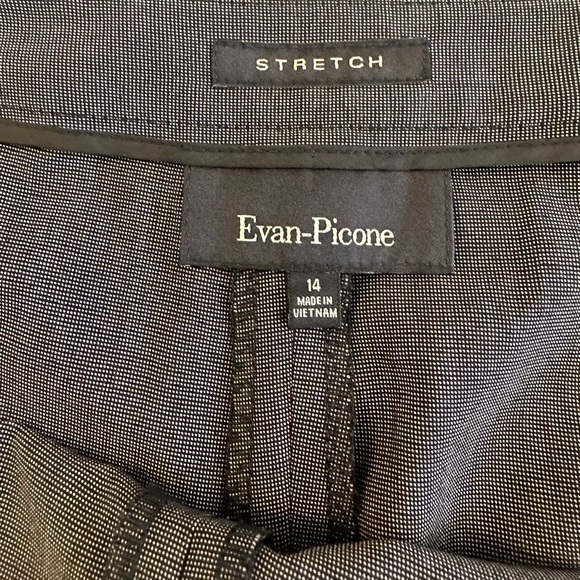 STRETCH
Evan-Picone
14
MADE IN
VIETNAM